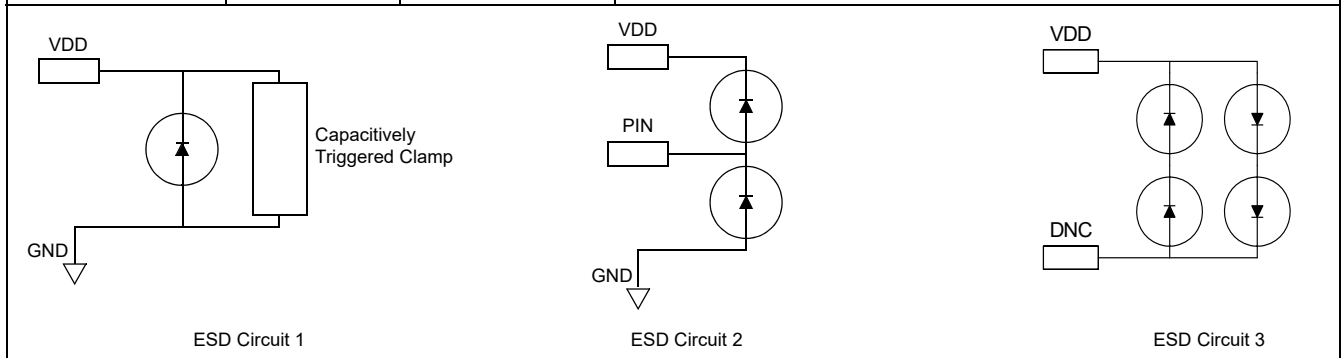 VDD
Capacitively
Triggered Clamp
GND
ESD Circuit 1
VDD
PIN
GND
ESD Circuit 2
VDD
DNC
ESD Circuit 3